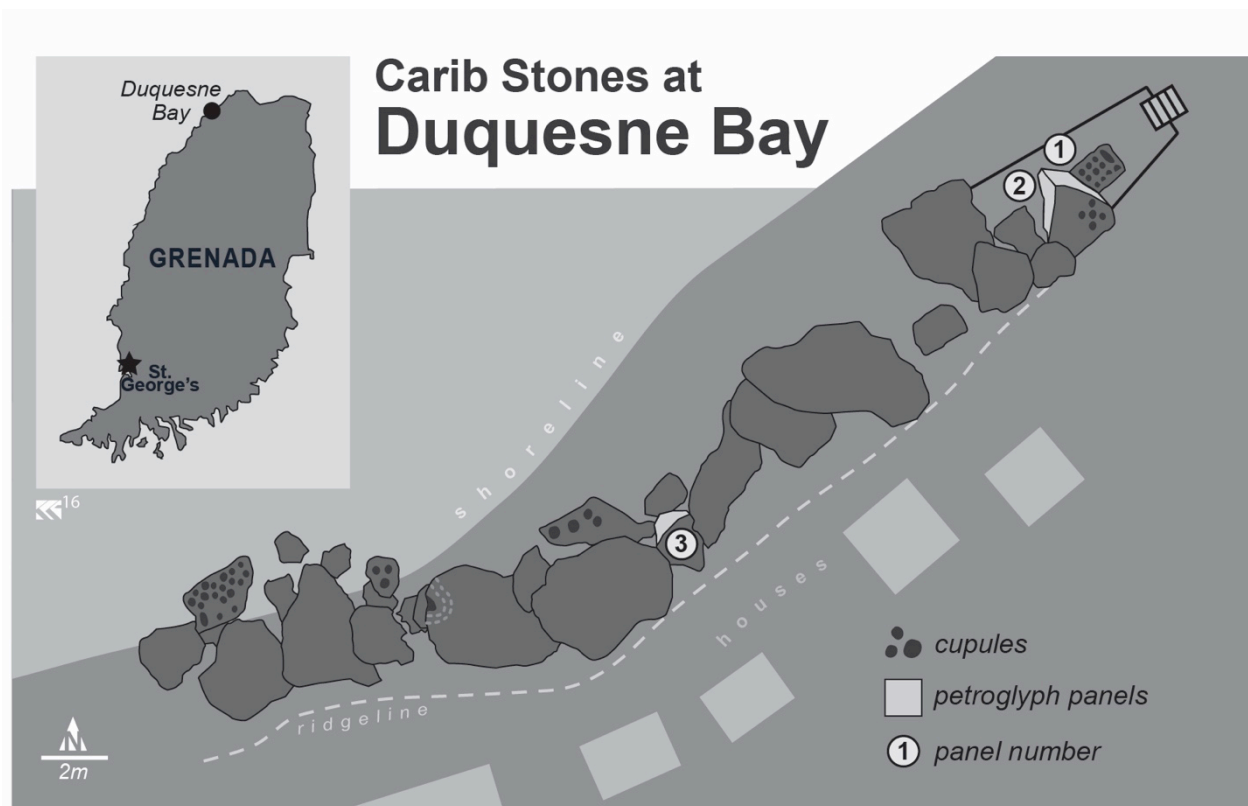 Carib Stones at
Duquesne Bay
Duquesne
Bay
GRENADA
St.
George's
16
1
2
shoreline
3
houses
ridgeline
cupules
petroglyph panels
1 panel number
N
2m